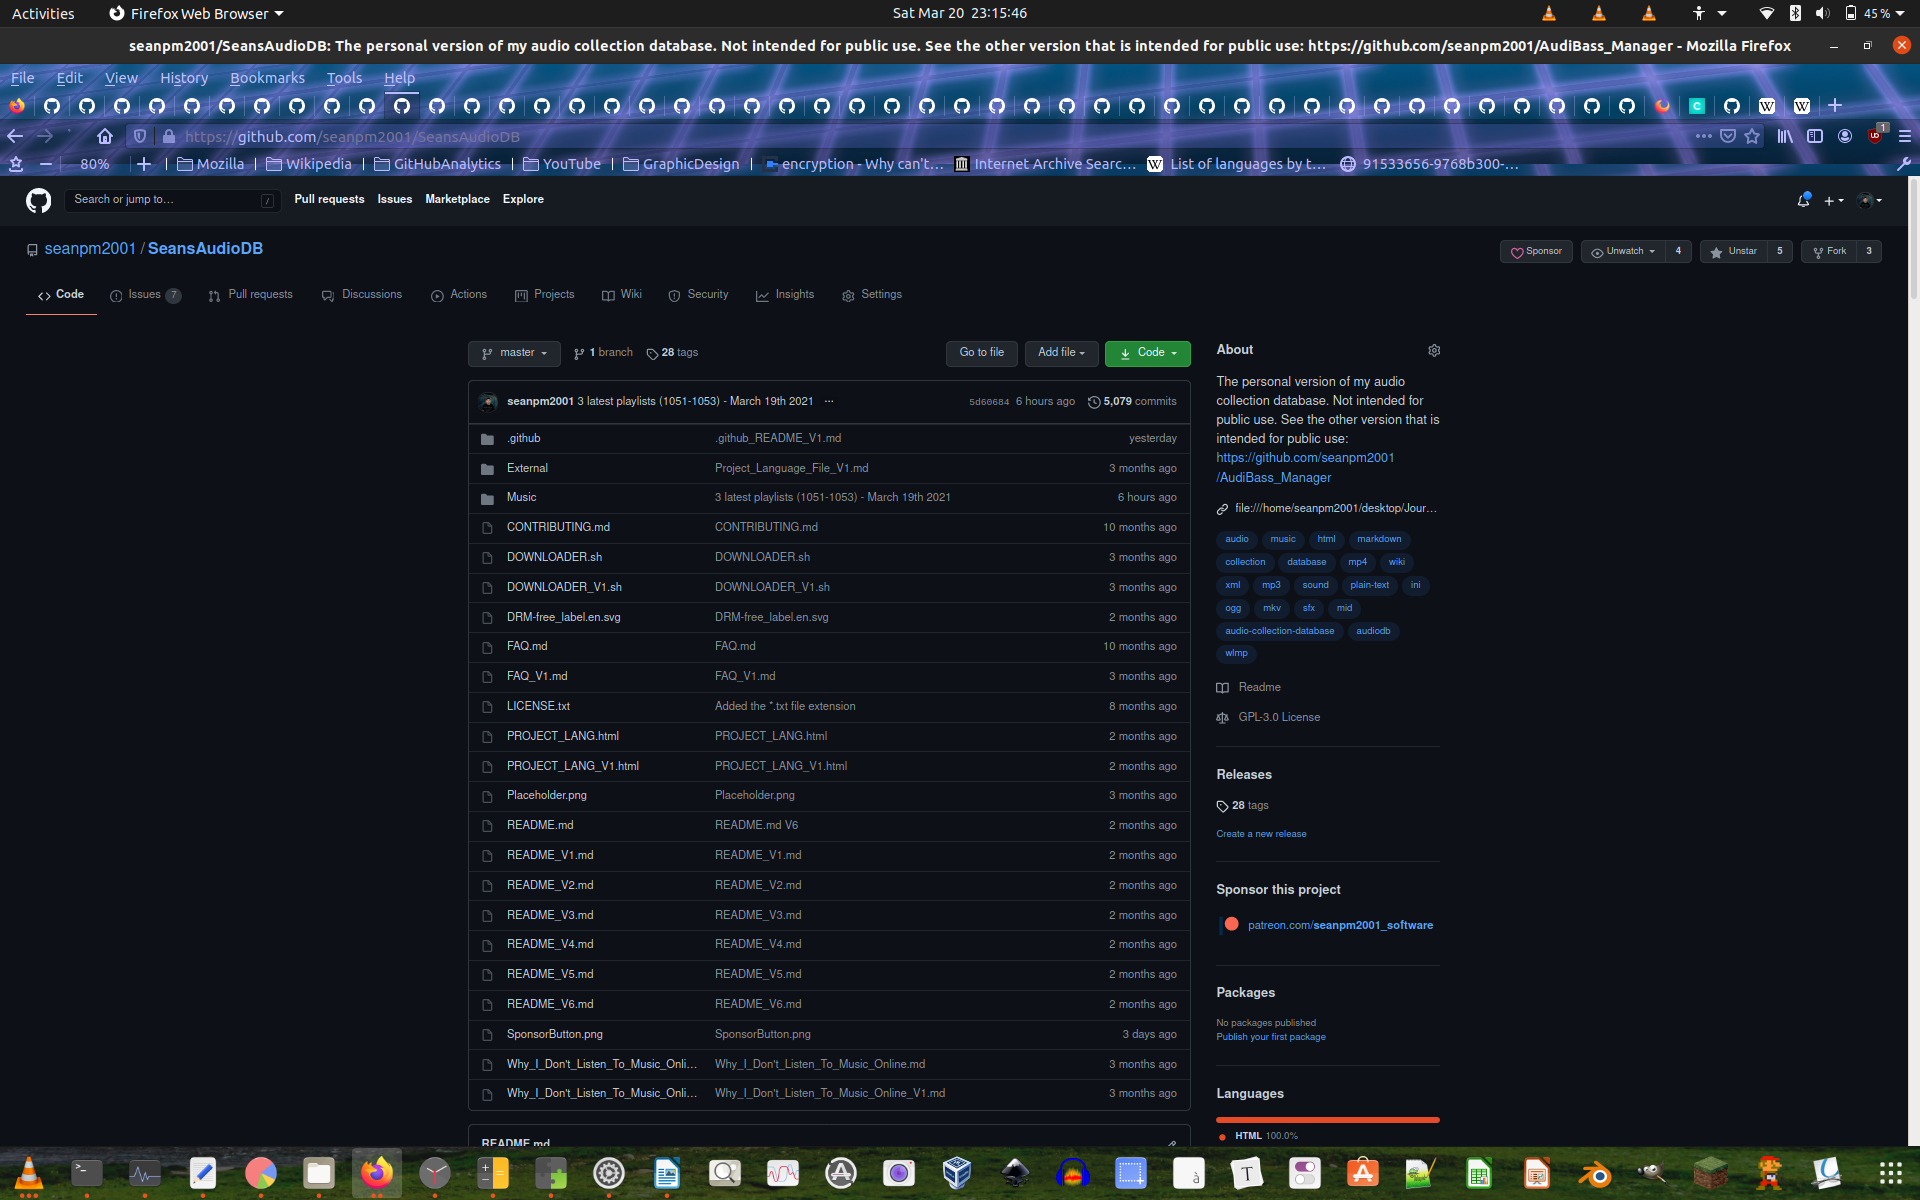 Activities
Firefox Web Browser
Sat Mar 20 23:15:46
45 %
seanpm2001/SeansAudioDB: The personal version of my audio collection database. Not intended for public use. See the other version that is intended for public use: https://github.com/seanpm2001/AudiBass_Manager - Mozilla Firefox
File Edit View History Bookmarks Tools Help
https://github.com/seanpm2001/SeansAudioDB
1
80%
Mozilla
Wikipedia
GitHubAnalytics
YouTube
GraphicDesign
encryption - Why can't…
Internet Archive Searc…
List of languages by t…
91533656-9768b300-…
Search or jump to…
/
Pull requests Issues Marketplace Explore
seanpm2001 / SeansAudioDB
Sponsor
Unwatch 4
Unstar 5
Fork 3
Code
Issues 7
Pull requests
Discussions
Actions
Projects
Wiki
Security
Insights
Settings
master
1 branch
28 tags
Go to file
Add file
Code
seanpm2001 3 latest playlists (1051-1053) - March 19th 2021 ···
5d60684 6 hours ago
5,079 commits
.github .github_README_V1.md yesterday
External Project_Language_File_V1.md 3 months ago
Music 3 latest playlists (1051-1053) - March 19th 2021 6 hours ago
CONTRIBUTING.md CONTRIBUTING.md 10 months ago
DOWNLOADER.sh DOWNLOADER.sh 3 months ago
DOWNLOADER_V1.sh DOWNLOADER_V1.sh 3 months ago
DRM-free_label.en.svg DRM-free_label.en.svg 2 months ago
FAQ.md FAQ.md 10 months ago
FAQ_V1.md FAQ_V1.md 3 months ago
LICENSE.txt Added the *.txt file extension 8 months ago
PROJECT_LANG.html PROJECT_LANG.html 2 months ago
PROJECT_LANG_V1.html PROJECT_LANG_V1.html 2 months ago
Placeholder.png Placeholder.png 3 months ago
README.md README.md V6 2 months ago
README_V1.md README_V1.md 2 months ago
README_V2.md README_V2.md 2 months ago
README_V3.md README_V3.md 2 months ago
README_V4.md README_V4.md 2 months ago
README_V5.md README_V5.md 2 months ago
README_V6.md README_V6.md 2 months ago
SponsorButton.png SponsorButton.png 3 days ago
Why_I_Don't_Listen_To_Music_Onli… Why_I_Don't_Listen_To_Music_Online.md 3 months ago
Why_I_Don't_Listen_To_Music_Onli… Why_I_Don't_Listen_To_Music_Online_V1.md 3 months ago
README.md
About
The personal version of my audio
collection database. Not intended for
public use. See the other version that is
intended for public use:
https://github.com/seanpm2001
/AudiBass_Manager
file:///home/seanpm2001/desktop/Jour…
audio music html markdown
collection database mp4 wiki
xml mp3 sound plain-text ini
ogg mkv sfx mid
audio-collection-database audiodb
wlmp
Readme
GPL-3.0 License
Releases
28 tags
Create a new release
Sponsor this project
patreon.com/seanpm2001_software
Packages
No packages published
Publish your first package
Languages
HTML 100.0%